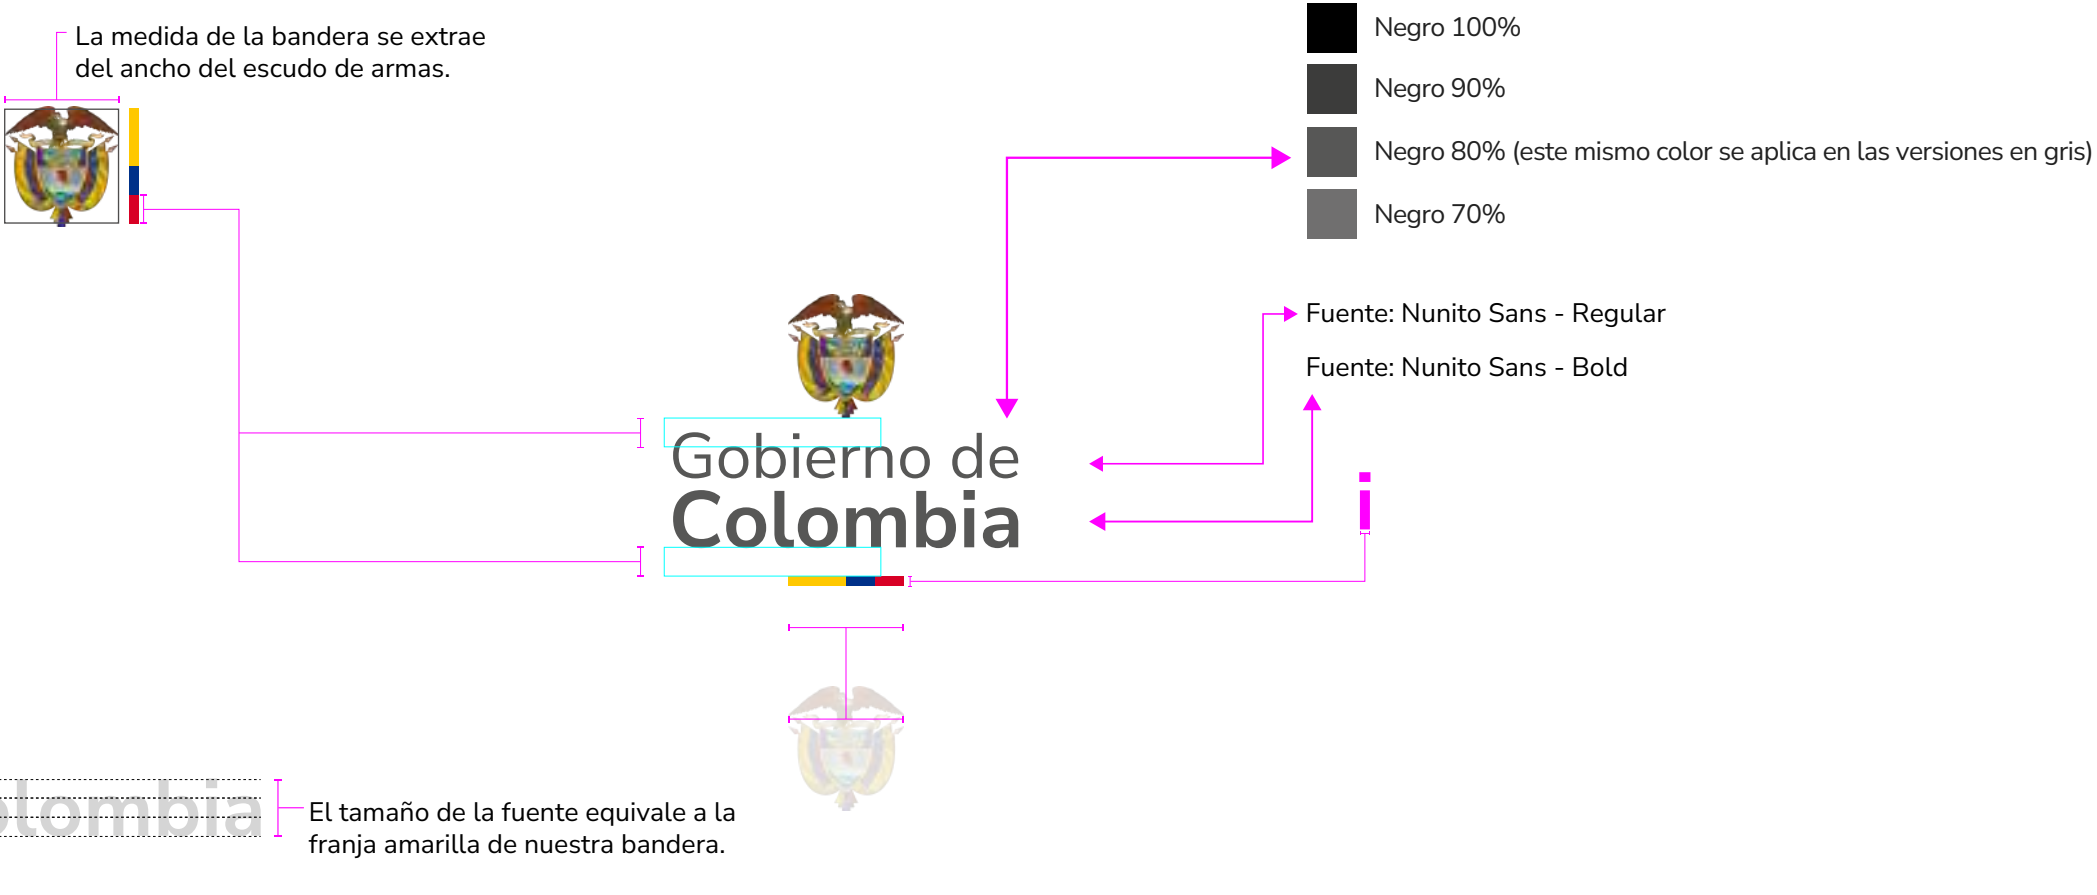 La medida de la bandera se extrae
del ancho del escudo de armas.
Negro 100%
Negro 90%
Negro 80% (este mismo color se aplica en las versiones en gris)
Negro 70%
Fuente: Nunito Sans - Regular
Fuente: Nunito Sans - Bold
Gobierno de
Colombia
i
olombia
El tamaño de la fuente equivale a la
franja amarilla de nuestra bandera.